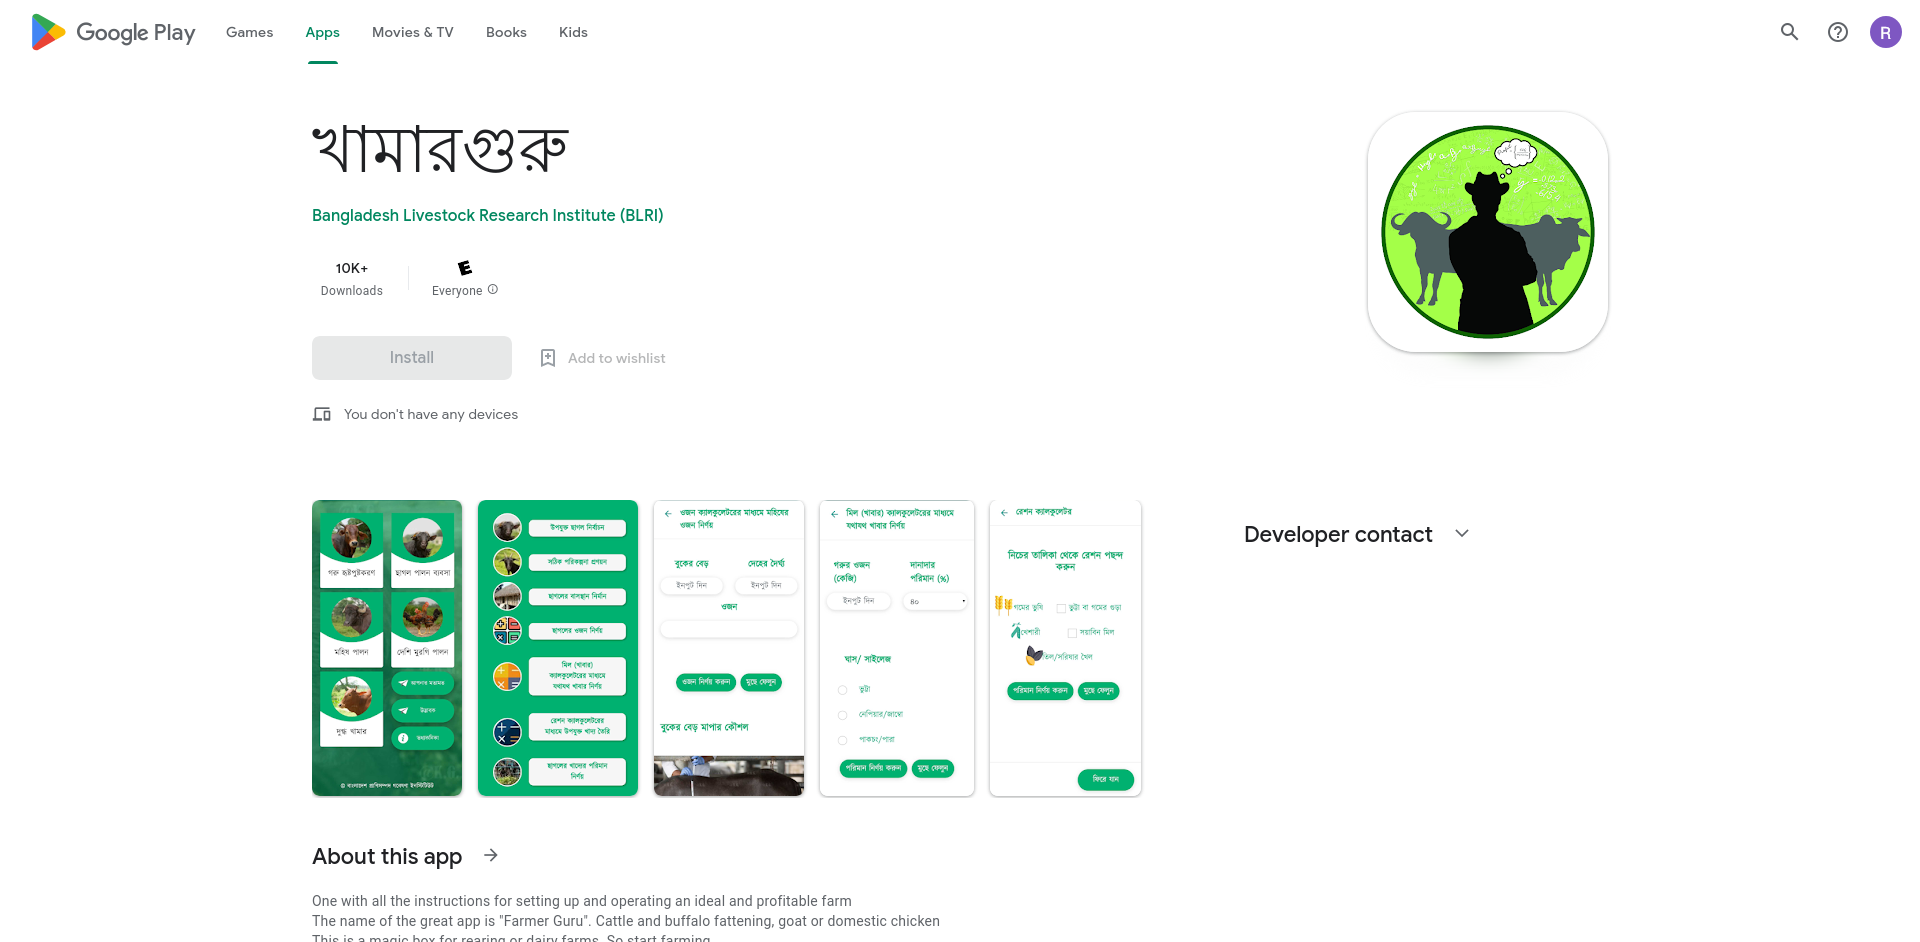 Google Play
Games
Apps
Movies & TV
Books
Kids
R
খামারগুরু
Bangladesh Livestock Research Institute (BLRI)
10K+
Downloads
E
Everyone
Install
Add to wishlist
You don't have any devices
গরু হৃষ্টপুষ্টকরণ
ছাগল পালন ব্যবসা
মহিষ পালন
দেশি মুরগি পালন
দুগ্ধ খামার
© বাংলাদেশ প্রাণিসম্পদ গবেষণা ইনস্টিটিউট
উপযুক্ত ছাগল নির্বাচন
সঠিক পরিকল্পনা প্রণয়ন
ছাগলের বাসস্থান নির্মান
ছাগলের ওজন নির্ণয়
মিল (খাবার)
ক্যালকুলেটরের মাধ্যমে
যথাযথ খাবার নির্ণয়
রেশন ক্যালকুলেটরের
মাধ্যমে উপযুক্ত খাদ্য তৈরি
ছাগলের খাদ্যের পরিমান
নির্ণয়
ওজন ক্যালকুলেটরের মাধ্যমে মহিষের
ওজন নির্ণয়
বুকের বেড়
দেহের দৈর্ঘ্য
ইনপুট দিন
ইনপুট দিন
ওজন
ওজন নির্ণয় করুন
মুছে ফেলুন
বুকের বেড় মাপার কৌশল
মিল (খাবার) ক্যালকুলেটরের মাধ্যমে
যথাযথ খাবার নির্ণয়
গরুর ওজন
(কেজি)
দানাদার
পরিমান (%)
ইনপুট দিন
৪০
ঘাস/ সাইলেজ
ভুট্টা
নেপিয়ার/জাম্বো
পাকচং/পারা
পরিমান নির্ণয় করুন
মুছে ফেলুন
রেশন ক্যালকুলেটর
নিচের তালিকা থেকে রেশন পছন্দ
করুন
গমের ভুষি
ভুট্টা বা গমের গুড়া
খেশারী
সয়াবিন মিল
তিল/সরিষার খৈল
পরিমান নির্ণয় করুন
মুছে ফেলুন
ফিরে যান
Developer contact
About this app
One with all the instructions for setting up and operating an ideal and profitable farm
The name of the great app is "Farmer Guru". Cattle and buffalo fattening, goat or domestic chicken
This is a magic box for rearing or dairy farms. So start farming